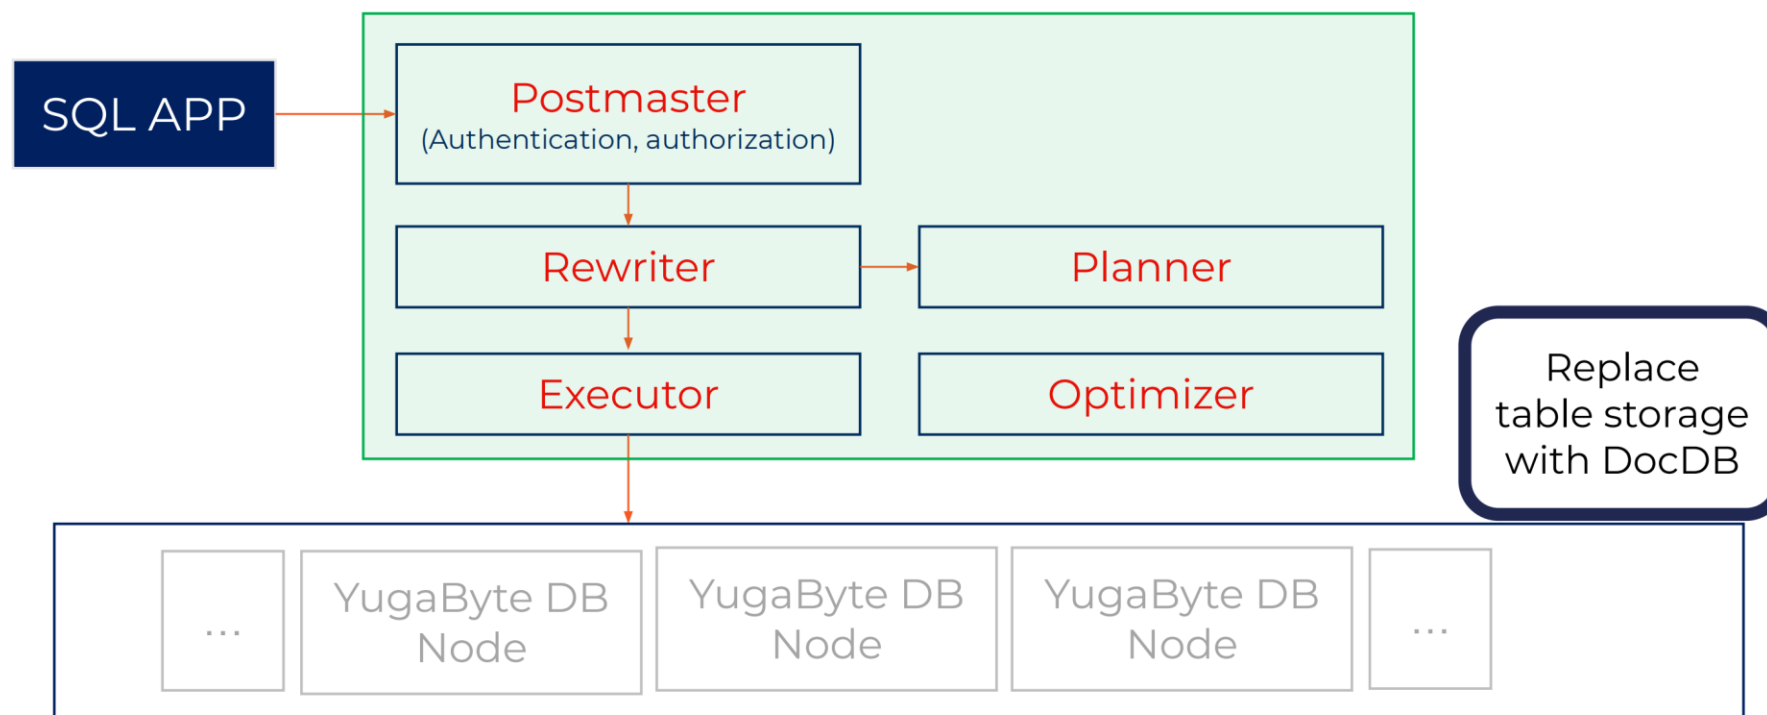 SQL APP
Postmaster
(Authentication, authorization)
Rewriter
Planner
Executor
Optimizer
Replace
table storage
with DocDB
...
YugaByte DB
Node
YugaByte DB
Node
YugaByte DB
Node
...